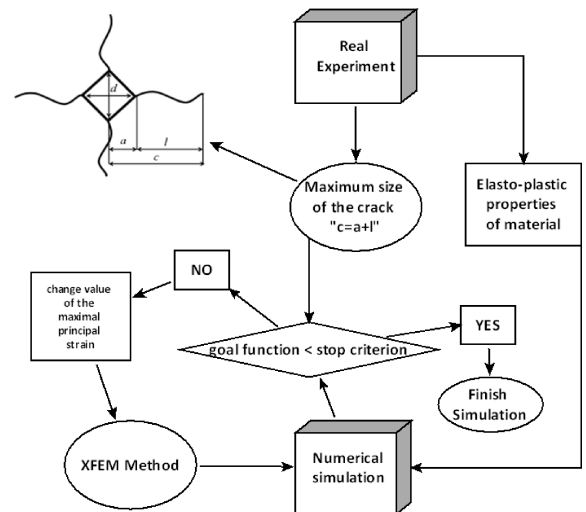 Real
Experiment
d
a
l
c
Maximum size
of the crack
"c=a+l"
Elasto-plastic
properties
of material
NO
change value
of the
maximal
principal
strain
YES
goal function < stop criterion
Finish
Simulation
XFEM Method
Numerical
simulation